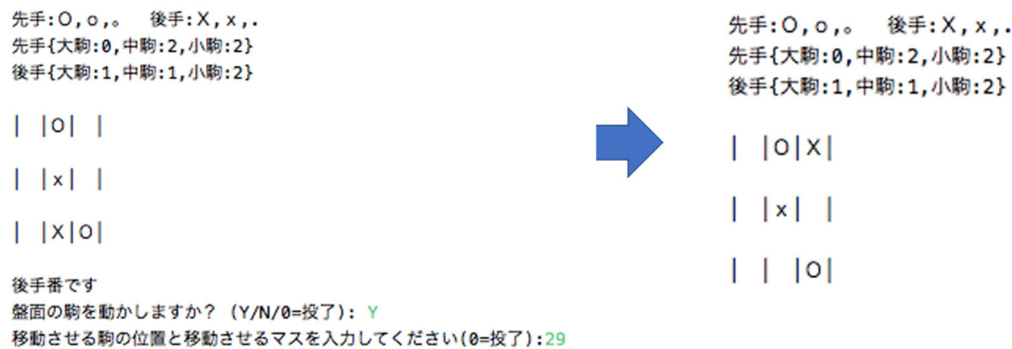 先手:O,o,。 後手:X,x,.
先手{大駒:0,中駒:2,小駒:2}
後手{大駒:1,中駒:1,小駒:2}
| |O| |
| |x| |
| |X|O|
後手番です
盤面の駒を動かしますか? (Y/N/0=投了): Y
移動させる駒の位置と移動させるマスを入力してください(0=投了):29
先手:O,o,。 後手:X,x,.
先手{大駒:0,中駒:2,小駒:2}
後手{大駒:1,中駒:1,小駒:2}
| |O|X|
| |x| |
| | |O|